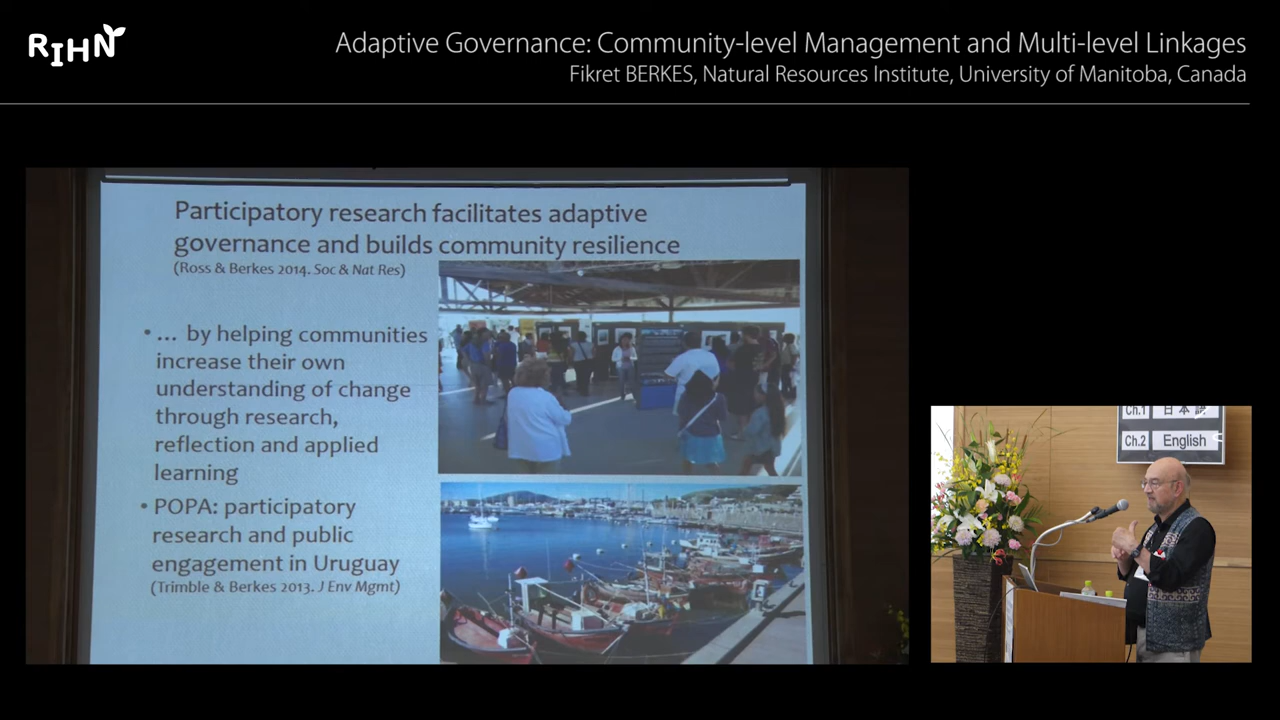 RIHN
Adaptive Governance: Community-level Management and Multi-level Linkages
Fikret BERKES, Natural Resources Institute, University of Manitoba, Canada
Participatory research facilitates adaptive
governance and builds community resilience
(Ross & Berkes 2014. Soc & Nat Res)
• ... by helping communities
increase their own
understanding of change
through research,
reflection and applied
learning
• POPA: participatory
research and public
engagement in Uruguay
(Trimble & Berkes 2013. J Env Mgmt)
Ch.1 日本語
Ch.2 English